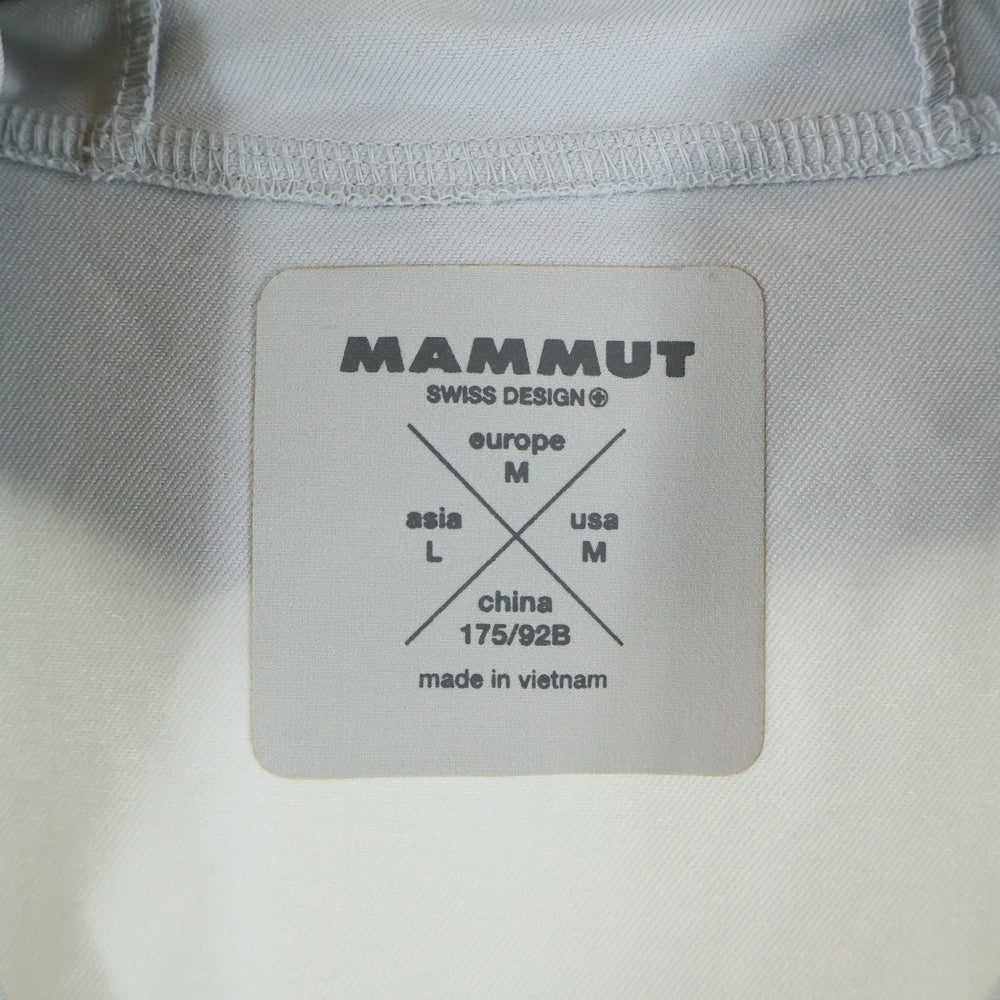 MAMMUT
SWISS DESIGN
europe
M
asia
L
usa
M
china
175/92B
made in vietnam